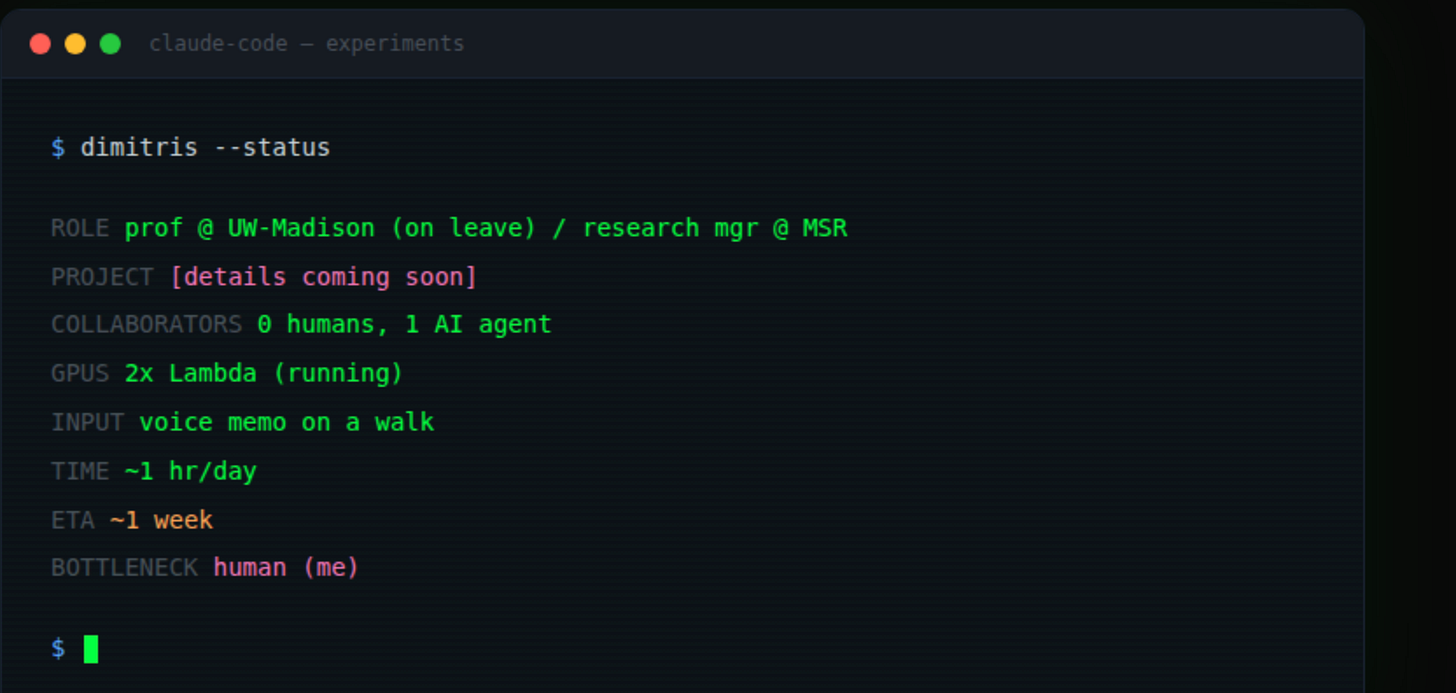 claude-code — experiments
$ dimitris --status
ROLE prof @ UW-Madison (on leave) / research mgr @ MSR
PROJECT [details coming soon]
COLLABORATORS 0 humans, 1 AI agent
GPUS 2x Lambda (running)
INPUT voice memo on a walk
TIME ~1 hr/day
ETA ~1 week
BOTTLENECK human (me)
$